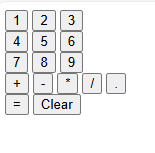 1 2 3
4 5 6
7 8 9
+ - * / .
= Clear